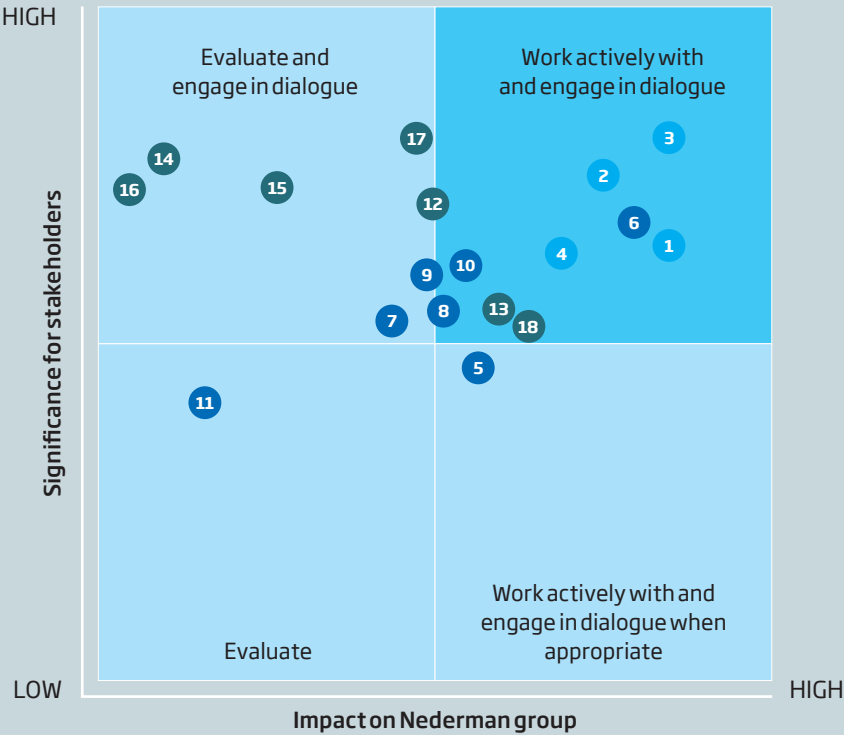 HIGH
Evaluate and
engage in dialogue
Work actively with
and engage in dialogue
17
3
14
2
16
15
12
6
1
4
10
9
8
13
7
18
5
11
Significance for stakeholders
Work actively with and
engage in dialogue when
appropriate
Evaluate
LOW
HIGH
Impact on Nederman group